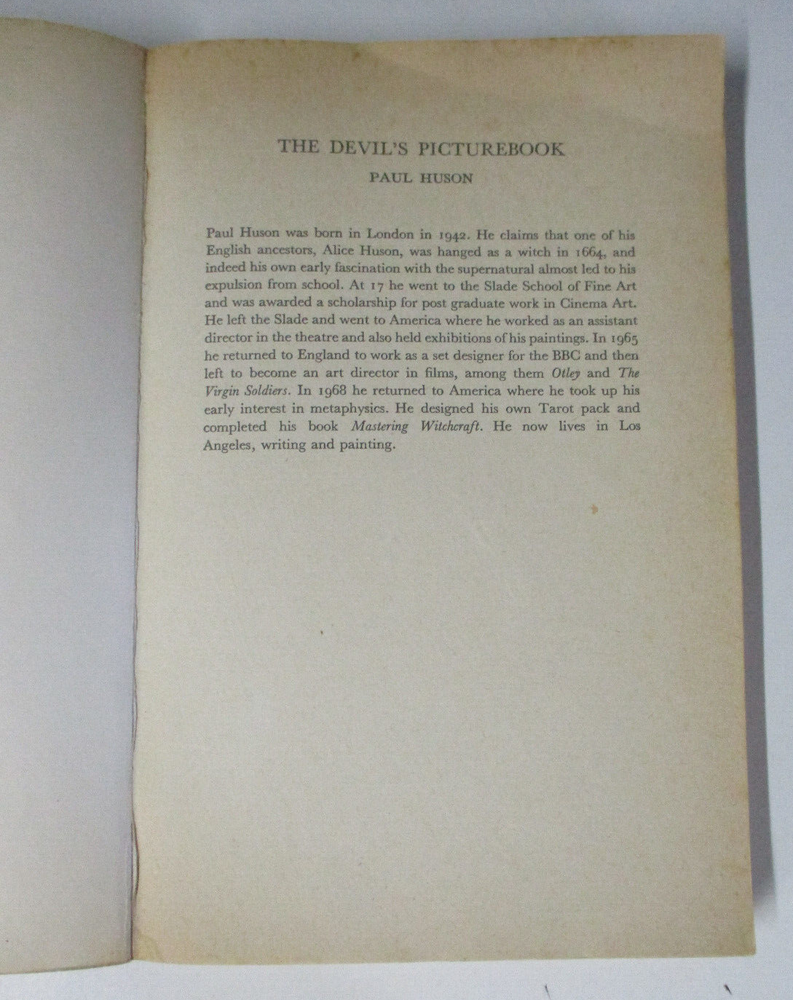 THE DEVIL'S PICTUREBOOK
PAUL HUSON
Paul Huson was born in London in 1942. He claims that one of his
English ancestors, Alice Huson, was hanged as a witch in 1664, and
indeed his own early fascination with the supernatural almost led to his
expulsion from school. At 17 he went to the Slade School of Fine Art
and was awarded a scholarship for post graduate work in Cinema Art.
He left the Slade and went to America where he worked as an assistant
director in the theatre and also held exhibitions of his paintings. In 1965
he returned to England to work as a set designer for the BBC and then
left to become an art director in films, among them Otley and The
Virgin Soldiers. In 1968 he returned to America where he took up his
early interest in metaphysics. He designed his own Tarot pack and
completed his book Mastering Witchcraft. He now lives in Los
Angeles, writing and painting.